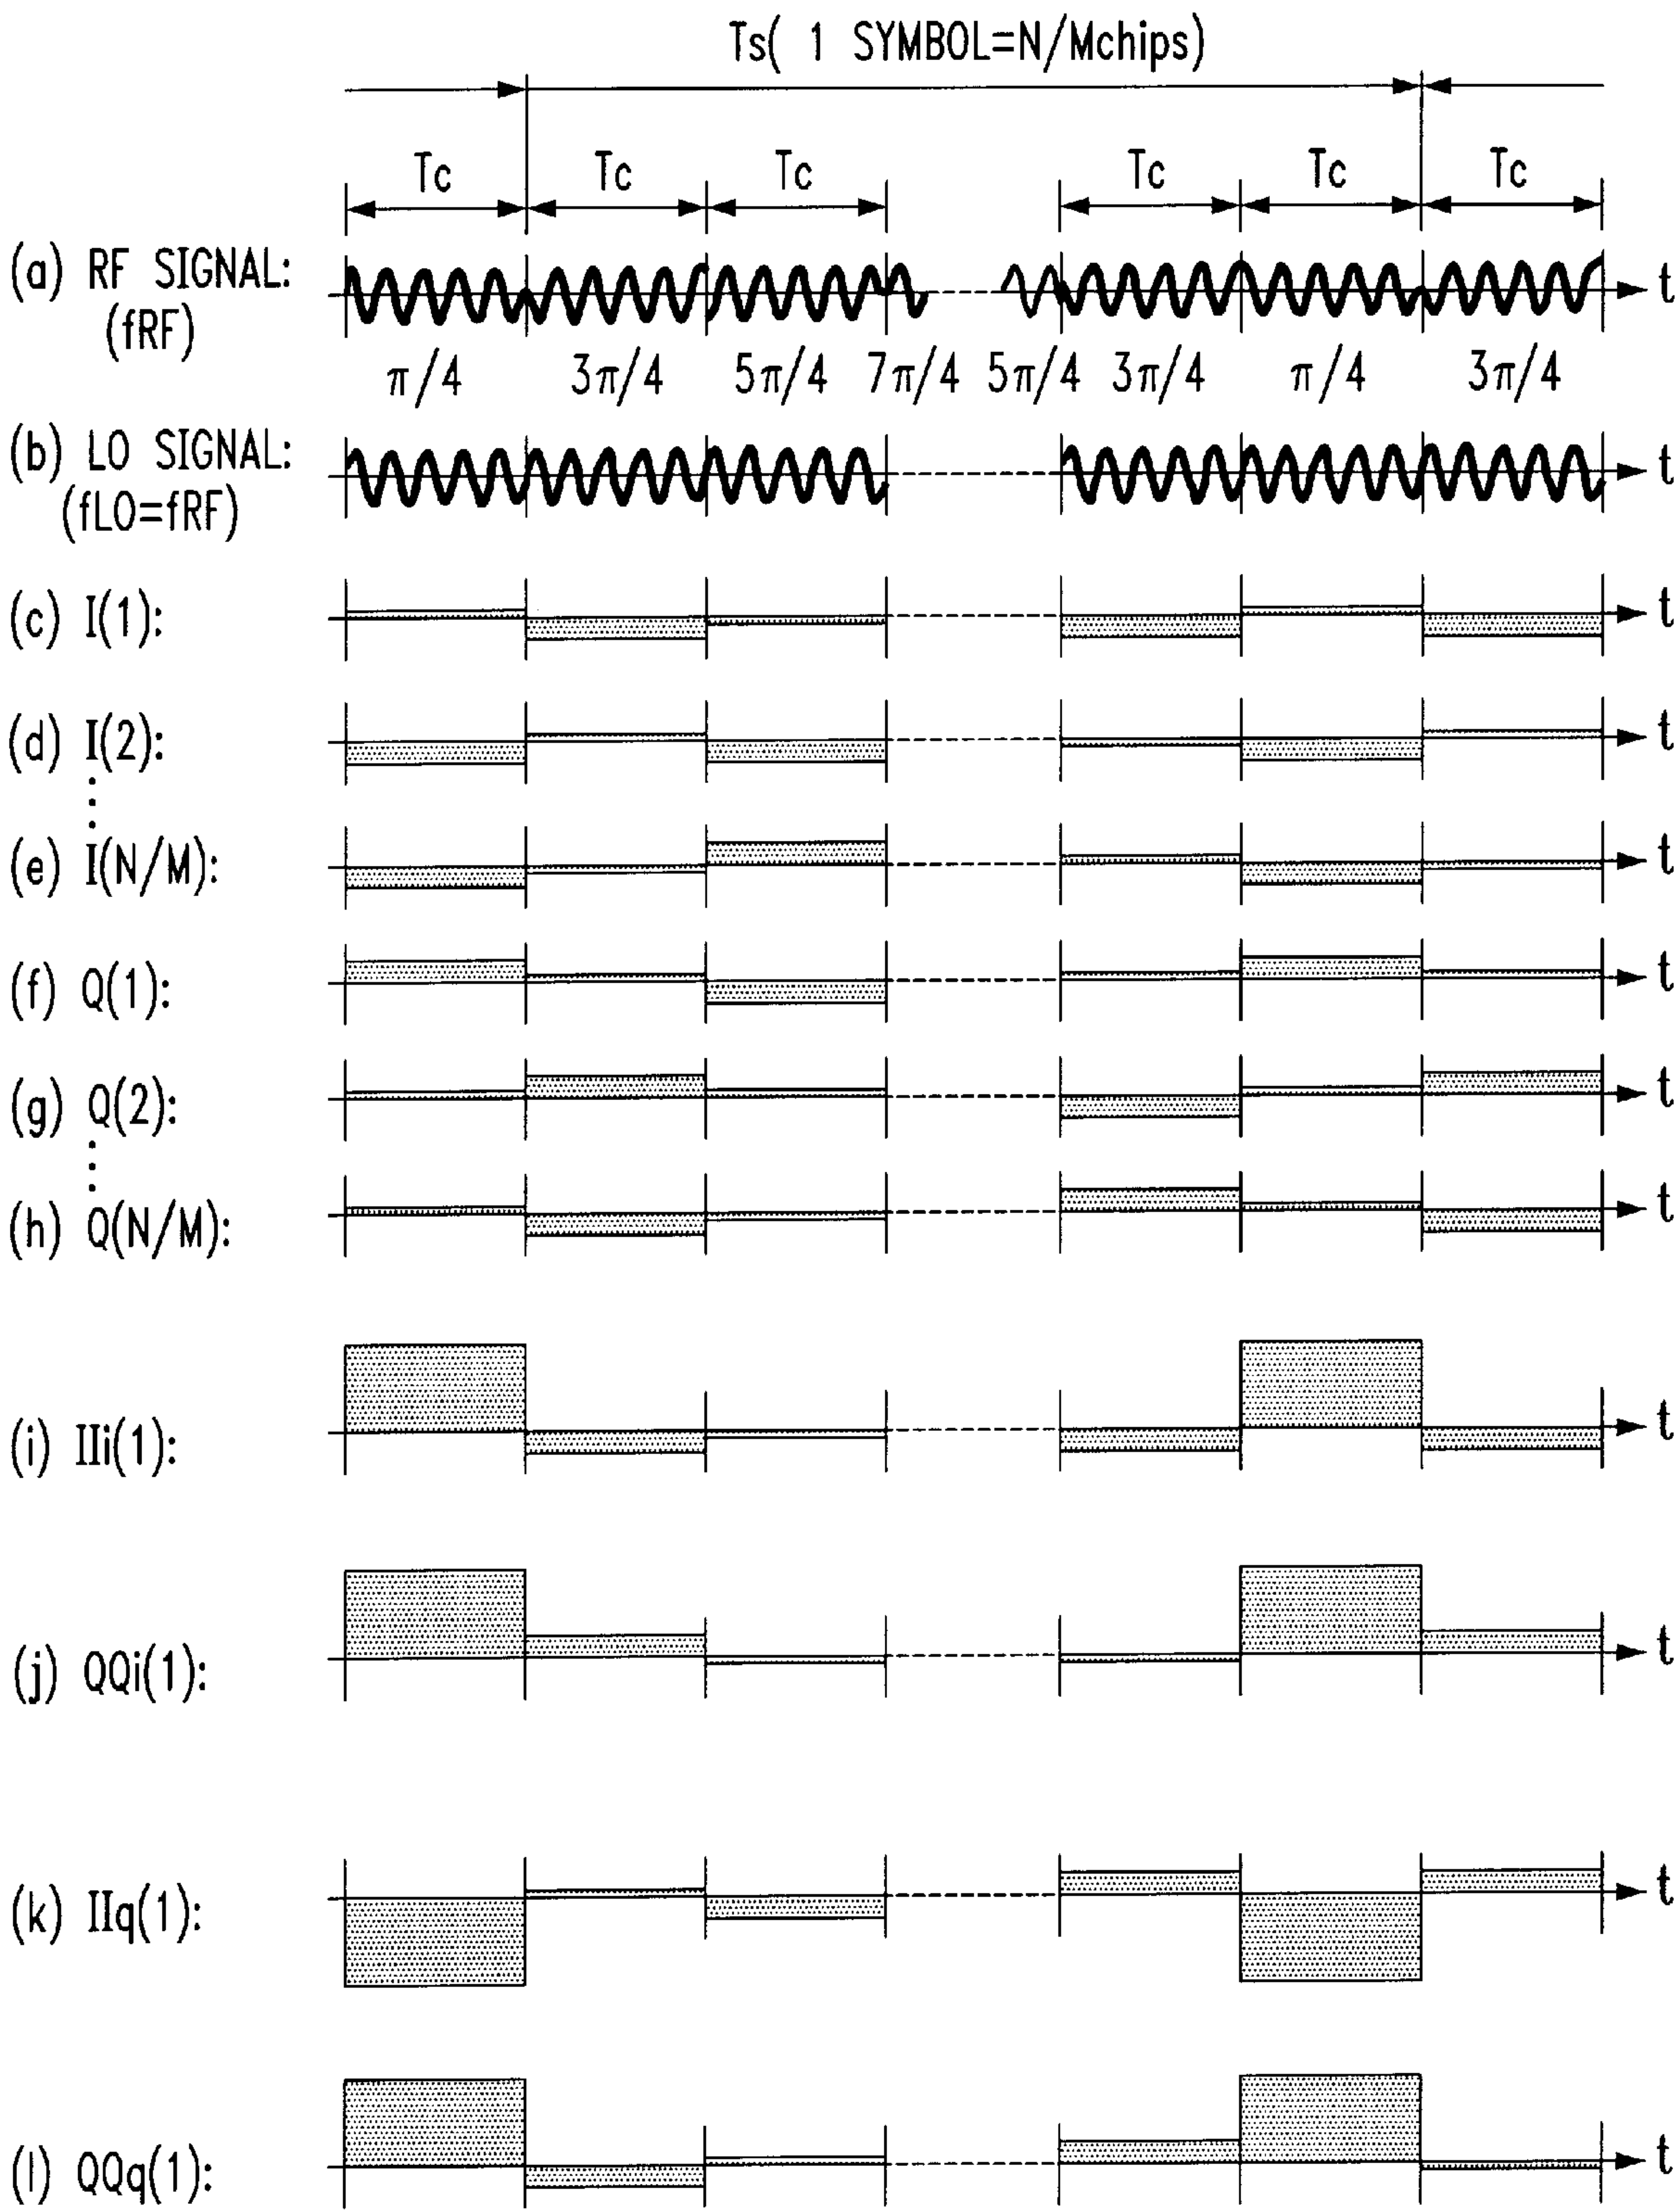 Ts( 1 SYMBOL=N/Mchips)
Tc Tc Tc Tc Tc Tc
(a) RF SIGNAL: t
(fRF)
π/4 3π/4 5π/4 7π/4 5π/4 3π/4 π/4 3π/4
(b) LO SIGNAL: t
(fLO=fRF)
(c) I(1): t
(d) I(2): t
(e) I(N/M): t
(f) Q(1): t
(g) Q(2): t
(h) Q(N/M): t
(i) IIi(1): t
(j) QQi(1): t
(k) IIq(1): t
(l) QQq(1): t